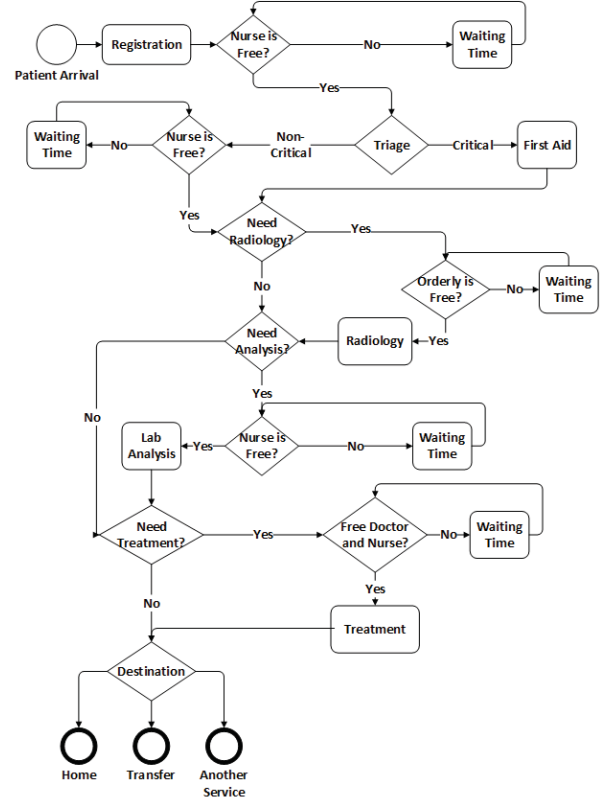 Nurse is
Free?
No
Waiting
Time
Registration
Patient Arrival
Yes
Waiting
Time
No
Nurse is
Free?
Non-
Critical
Triage
Critical
First Aid
Yes
Need
Radiology?
Yes
No
Orderly is
Free?
No
Waiting
Time
Need
Analysis?
Radiology
Yes
Yes
No
Lab
Analysis
Yes
Nurse is
Free?
No
Waiting
Time
Need
Treatment?
Yes
Free Doctor
and Nurse?
No
Waiting
Time
Yes
No
Treatment
Destination
Home
Transfer
Another
Service